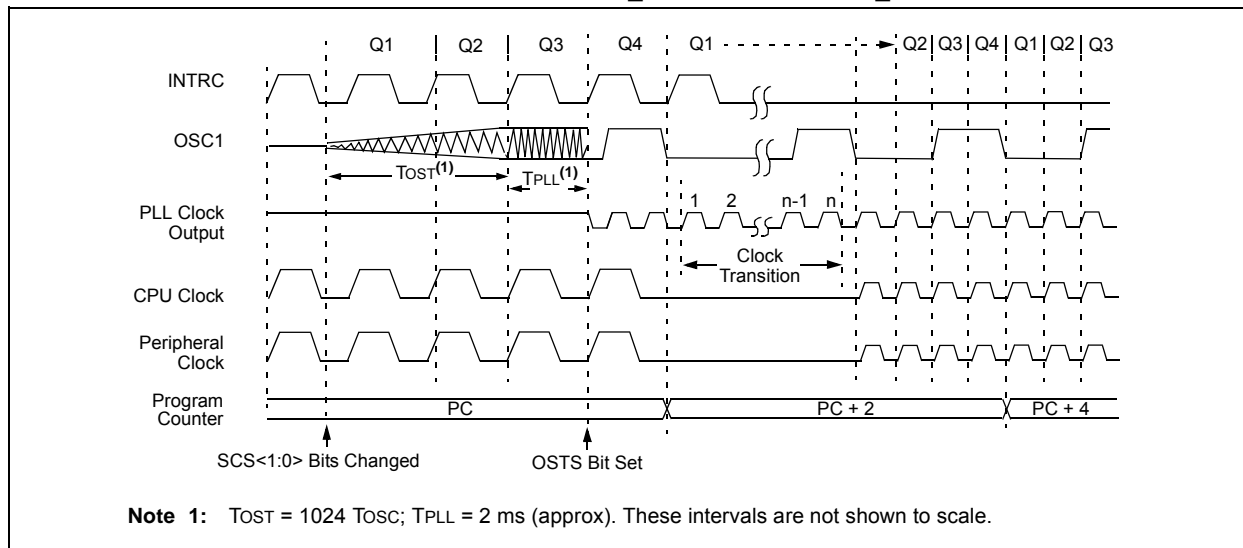 Q1 Q2 Q3 Q4 Q1 Q2 Q3 Q4 Q1 Q2 Q3
INTRC
OSC1
TOST(1)
TPLL(1)
PLL Clock
Output
1 2 n-1 n
Clock
Transition
CPU Clock
Peripheral
Clock
Program
Counter
PC PC + 2 PC + 4
SCS<1:0> Bits Changed OSTS Bit Set
Note 1: TOST = 1024 TOSC; TPLL = 2 ms (approx). These intervals are not shown to scale.